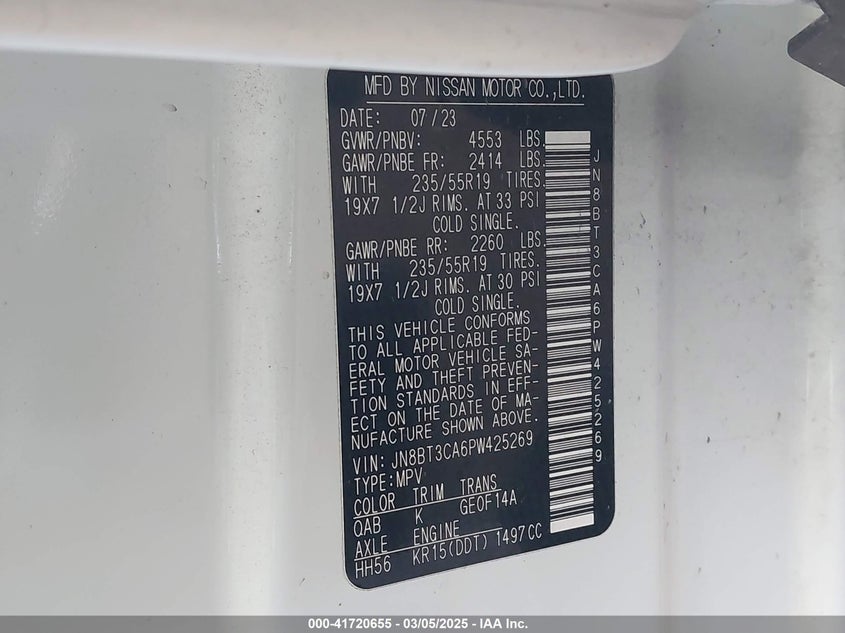 MFD BY NISSAN MOTOR CO.,LTD.
DATE: 07/23
GVWR/PNBV: 4553 LBS.
GAWR/PNBE FR: 2414 LBS.
WITH 235/55R19 TIRES.
19X7 1/2J RIMS. AT 33 PSI
COLD SINGLE.
GAWR/PNBE RR: 2260 LBS.
WITH 235/55R19 TIRES.
19X7 1/2J RIMS. AT 30 PSI
COLD SINGLE.
THIS VEHICLE CONFORMS
TO ALL APPLICABLE FED-
ERAL MOTOR VEHICLE SA-
FETY AND THEFT PREVEN-
TION STANDARDS IN EFF-
ECT ON THE DATE OF MA-
NUFACTURE SHOWN ABOVE.
VIN: JN8BT3CA6PW425269
TYPE:MPV
COLOR TRIM TRANS
QAB K GEOF14A
AXLE ENGINE
HH56 KR15(DDT) 1497CC
JN8BT3CA6PW425269
000-41720655 — 03/05/2025 — IAA Inc.